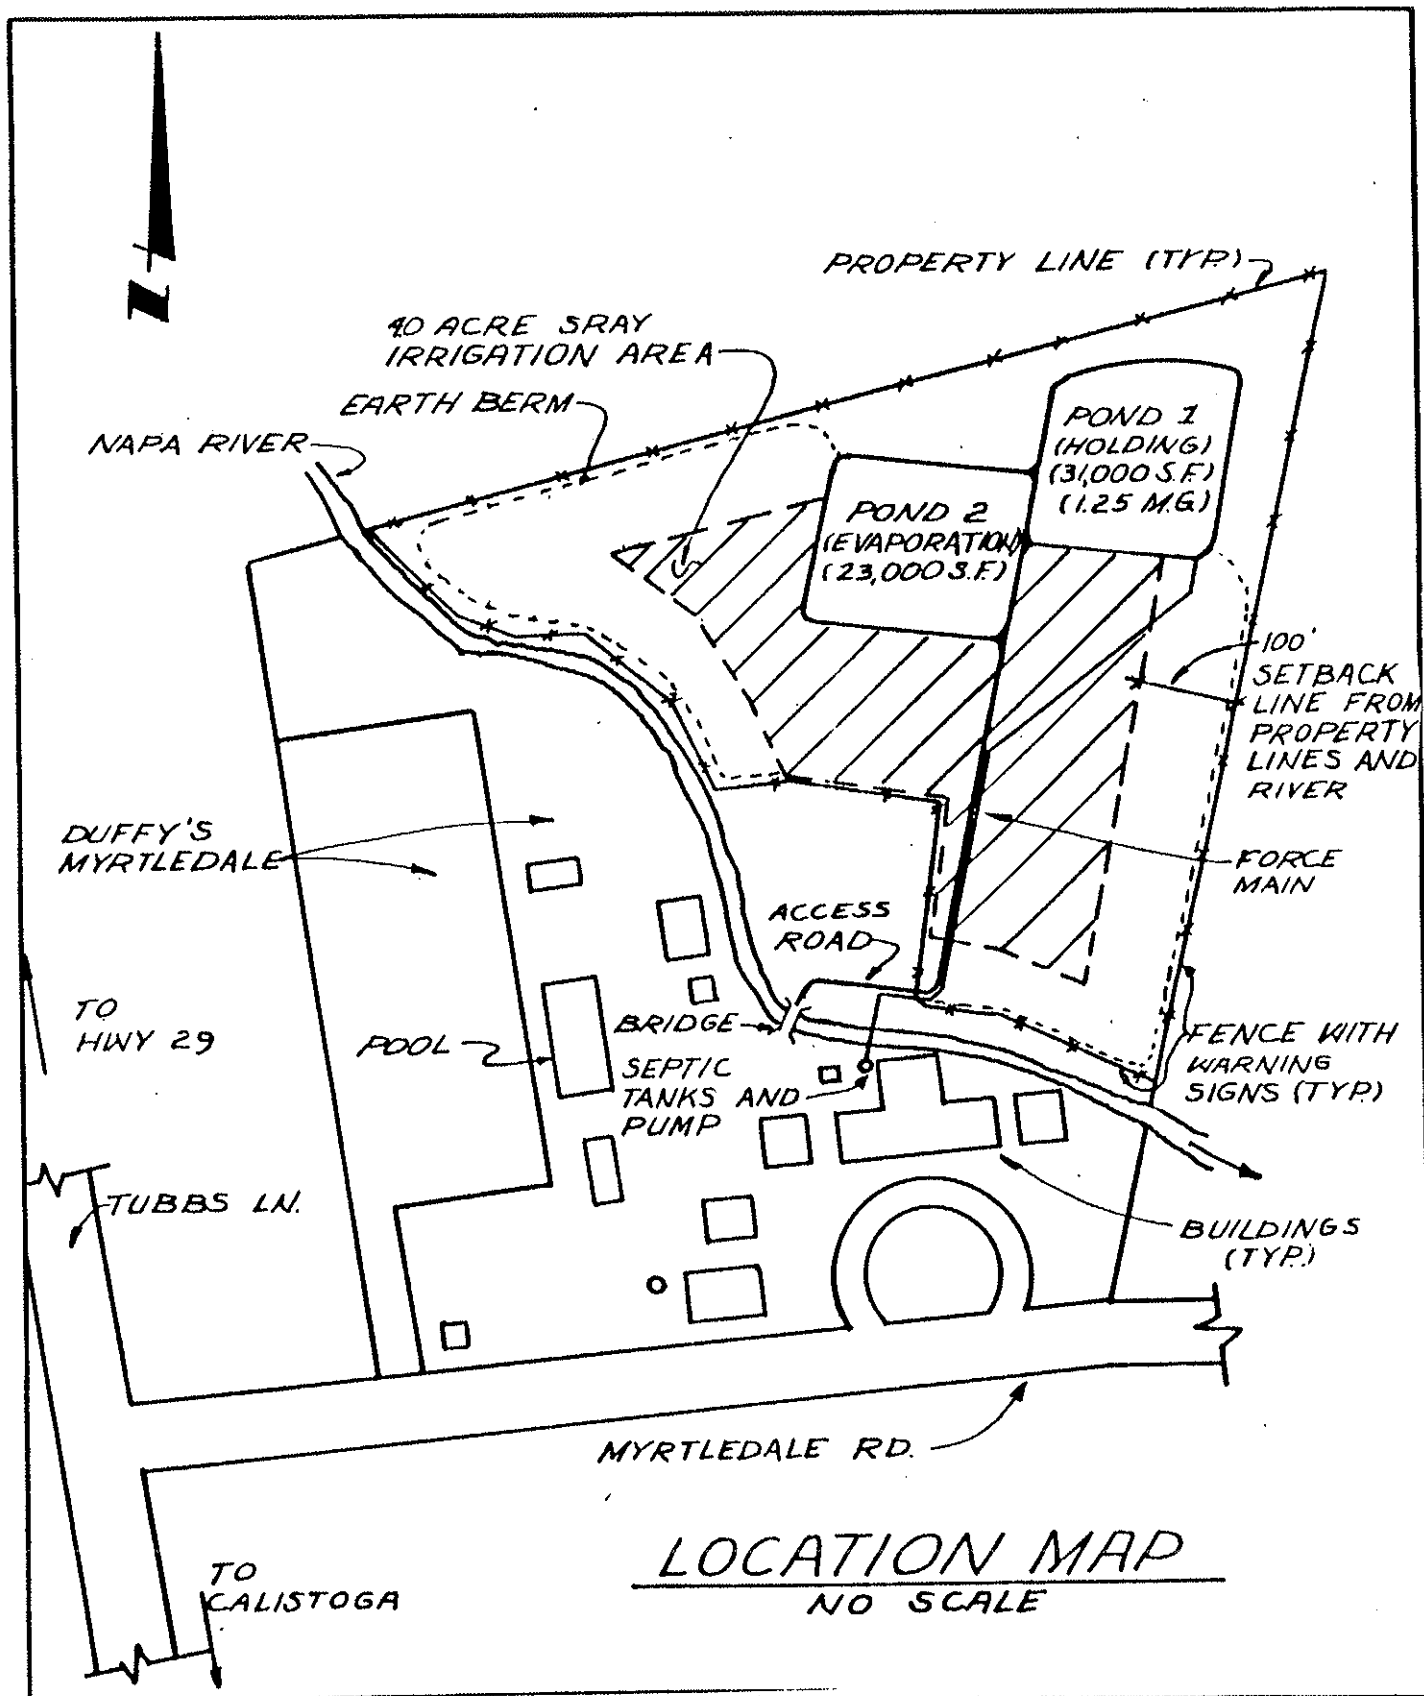 N
PROPERTY LINE (TYP.)
40 ACRE SRAY
IRRIGATION AREA
EARTH BERM
NAPA RIVER
POND 1
(HOLDING)
(31,000 S.F.)
(1.25 M.G.)
POND 2
(EVAPORATION)
(23,000 S.F.)
100'
SETBACK
LINE FROM
PROPERTY
LINES AND
RIVER
DUFFY'S
MYRTLEDALE
FORCE
MAIN
ACCESS
ROAD
TO
HWY 29
POOL
BRIDGE
SEPTIC
TANKS AND
PUMP
FENCE WITH
WARNING
SIGNS (TYP.)
TUBBS LN.
BUILDINGS
(TYP.)
MYRTLEDALE RD.
TO
CALISTOGA
LOCATION MAP
NO SCALE